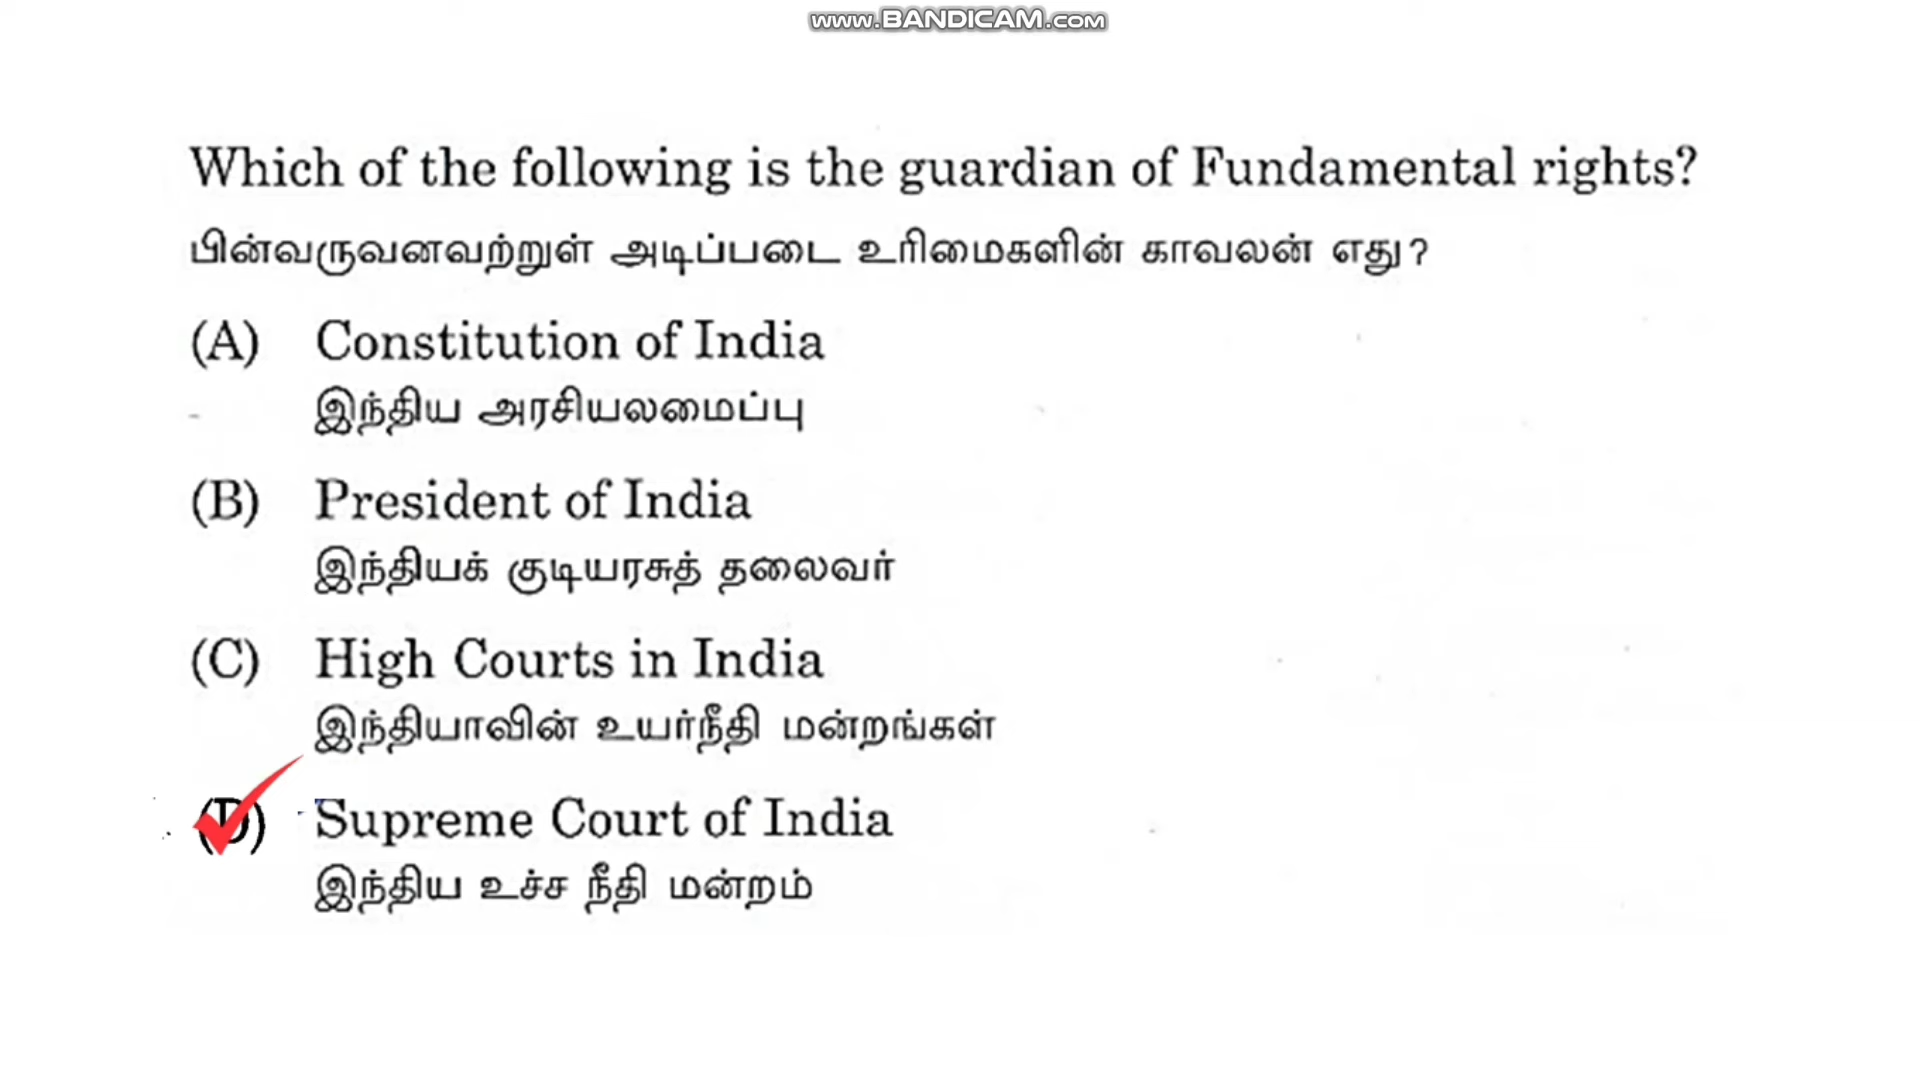 www.BANDICAM.com
Which of the following is the guardian of Fundamental rights?
பின்வருவனவற்றுள் அடிப்படை உரிமைகளின் காவலன் எது?
(A) Constitution of India
இந்திய அரசியலமைப்பு
(B) President of India
இந்தியக் குடியரசுத் தலைவர்
(C) High Courts in India
இந்தியாவின் உயர்நீதி மன்றங்கள்
(D) Supreme Court of India
இந்திய உச்ச நீதி மன்றம்